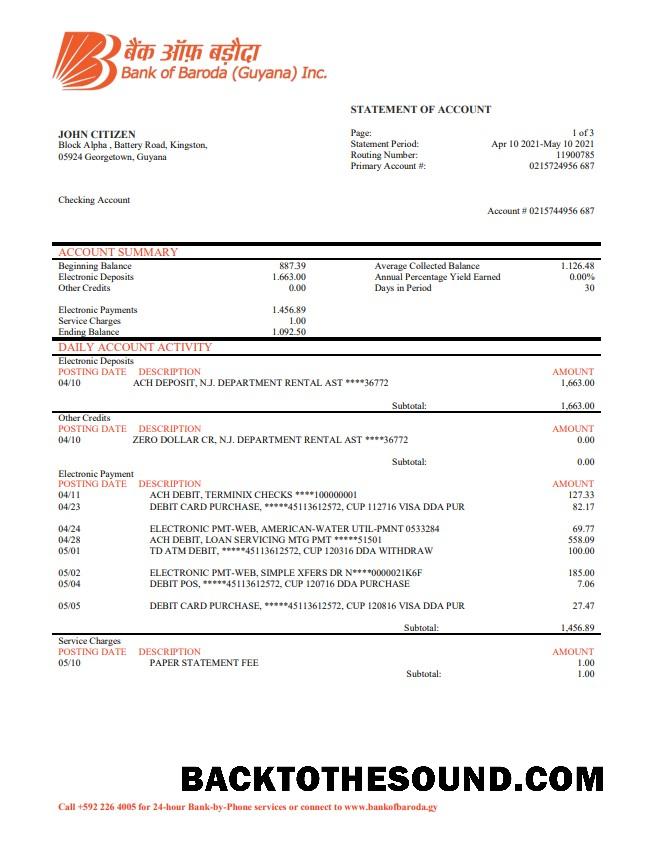 बैंक ऑफ़ बड़ौदा
Bank of Baroda (Guyana) Inc.
STATEMENT OF ACCOUNT
JOHN CITIZEN
Block Alpha , Battery Road, Kingston,
05924 Georgetown, Guyana
Page: 1 of 3
Statement Period: Apr 10 2021-May 10 2021
Routing Number: 11900785
Primary Account #: 0215724956 687
Checking Account
Account # 0215744956 687
ACCOUNT SUMMARY
Beginning Balance 887.39 Average Collected Balance 1.126.48
Electronic Deposits 1.663.00 Annual Percentage Yield Earned 0.00%
Other Credits 0.00 Days in Period 30
Electronic Payments 1.456.89
Service Charges 1.00
Ending Balance 1.092.50
DAILY ACCOUNT ACTIVITY
Electronic Deposits
POSTING DATE DESCRIPTION AMOUNT
04/10 ACH DEPOSIT, N.J. DEPARTMENT RENTAL AST ****36772 1,663.00
Subtotal: 1,663.00
Other Credits
POSTING DATE DESCRIPTION AMOUNT
04/10 ZERO DOLLAR CR, N.J. DEPARTMENT RENTAL AST ****36772 0.00
Subtotal: 0.00
Electronic Payment
POSTING DATE DESCRIPTION AMOUNT
04/11 ACH DEBIT, TERMINIX CHECKS ****100000001 127.33
04/23 DEBIT CARD PURCHASE, *****45113612572, CUP 112716 VISA DDA PUR 82.17
04/24 ELECTRONIC PMT-WEB, AMERICAN-WATER UTIL-PMNT 0533284 69.77
04/28 ACH DEBIT, LOAN SERVICING MTG PMT *****51501 558.09
05/01 TD ATM DEBIT, *****45113612572, CUP 120316 DDA WITHDRAW 100.00
05/02 ELECTRONIC PMT-WEB, SIMPLE XFERS DR N****0000021K6F 185.00
05/04 DEBIT POS, *****45113612572, CUP 120716 DDA PURCHASE 7.06
05/05 DEBIT CARD PURCHASE, *****45113612572, CUP 120816 VISA DDA PUR 27.47
Subtotal: 1,456.89
Service Charges
POSTING DATE DESCRIPTION AMOUNT
05/10 PAPER STATEMENT FEE 1.00
Subtotal: 1.00
BACKTOTHESOUND.COM
Call +592 226 4005 for 24-hour Bank-by-Phone services or connect to www.bankofbaroda.gy